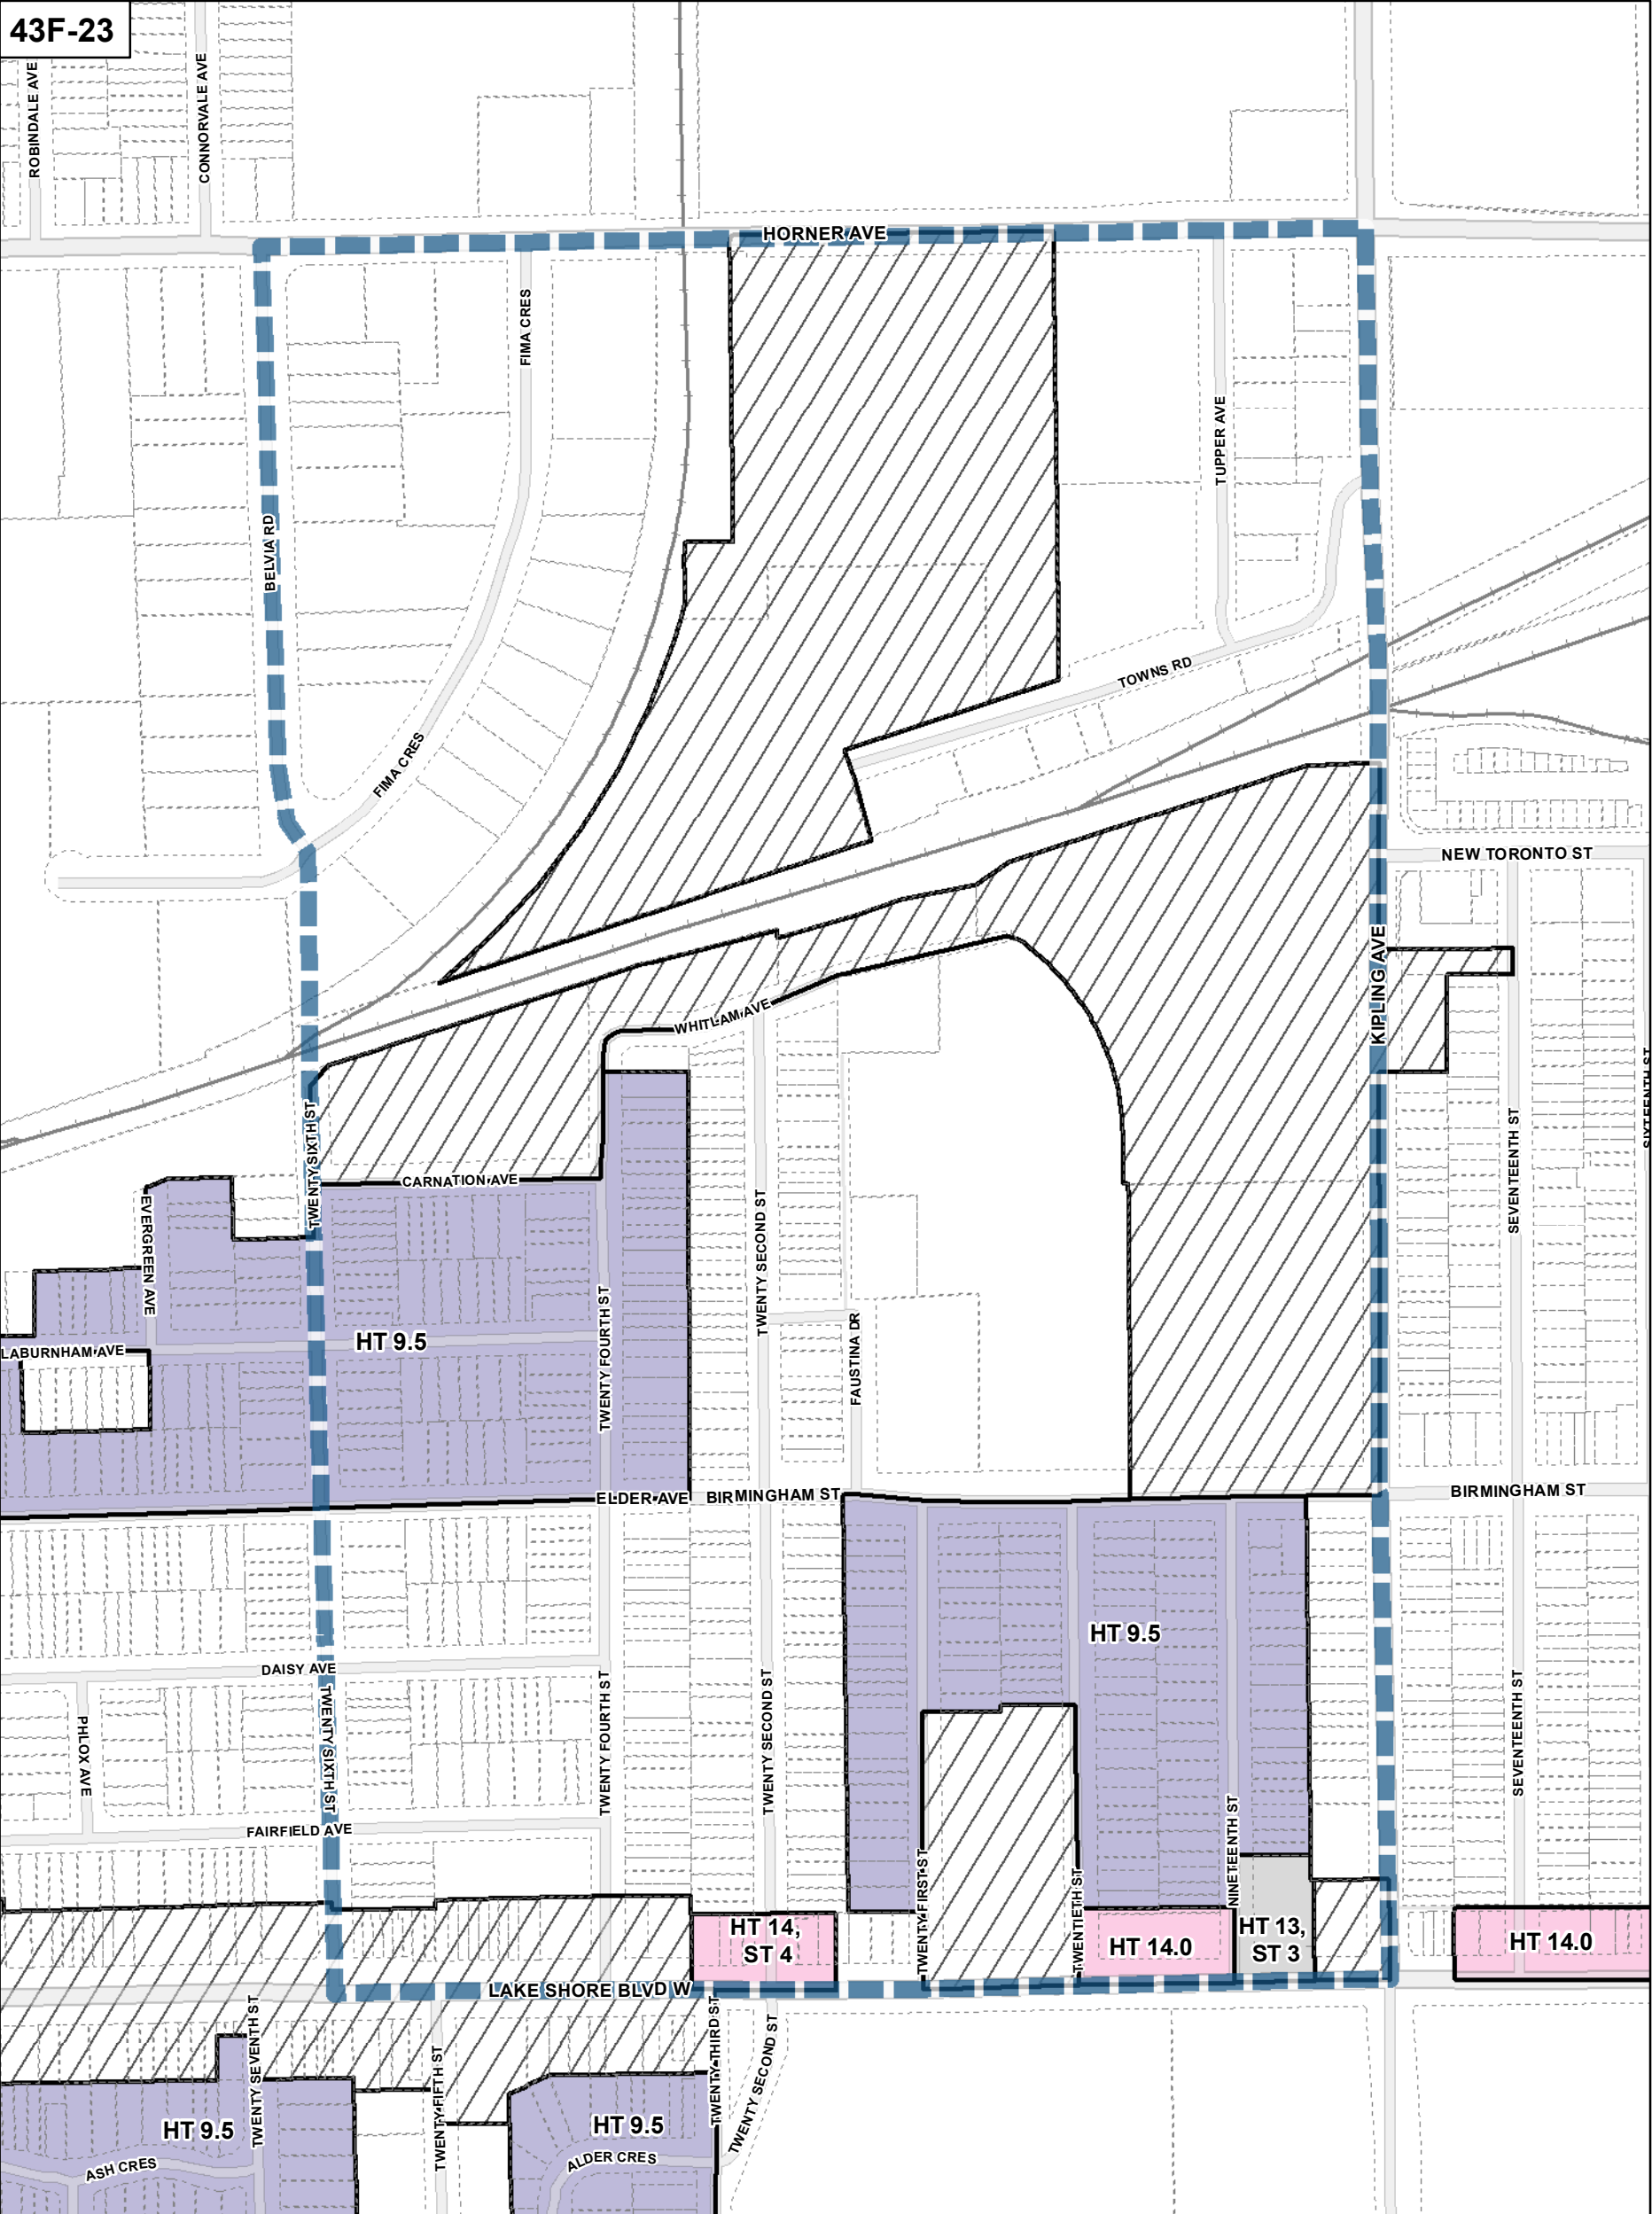 43F-23
ROBINDALE AVE
CONNORVALE AVE
HORNER AVE
FIMA CRES
TUPPER AVE
BELVIA RD
TOWNS RD
FIMA CRES
NEW TORONTO ST
KIPLING AVE
WHITLAM AVE
SIXTEENTH ST
TWENTY SIXTH ST
SEVENTEENTH ST
CARNATION AVE
EVERGREEN AVE
TWENTY SECOND ST
TWENTY FOURTH ST
FAUSTINA DR
HT 9.5
LABURNHAM AVE
ELDER AVE
BIRMINGHAM ST
BIRMINGHAM ST
HT 9.5
DAISY AVE
PHLOX AVE
TWENTY SIXTH ST
TWENTY FOURTH ST
TWENTY SECOND ST
SEVENTEENTH ST
FAIRFIELD AVE
NINETEENTH ST
TWENTY FIRST ST
TWENTIETH ST
HT 14,
ST 4
HT 14.0
HT 13,
ST 3
HT 14.0
LAKE SHORE BLVD W
TWENTY SEVENTH ST
TWENTY FIFTH ST
TWENTY THIRD ST
TWENTY SECOND ST
HT 9.5
HT 9.5
ASH CRES
ALDER CRES